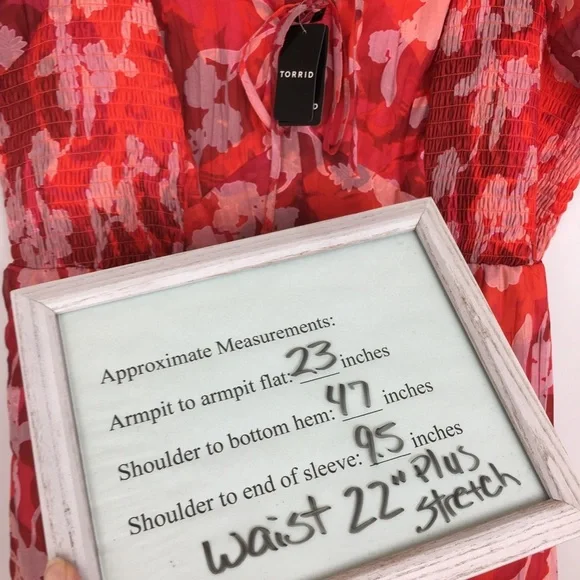 TORRID
D
Approximate Measurements:
Armpit to armpit flat: 23 inches
Shoulder to bottom hem: 47 inches
Shoulder to end of sleeve: 9.5 inches
Waist 22" Plus
Stretch